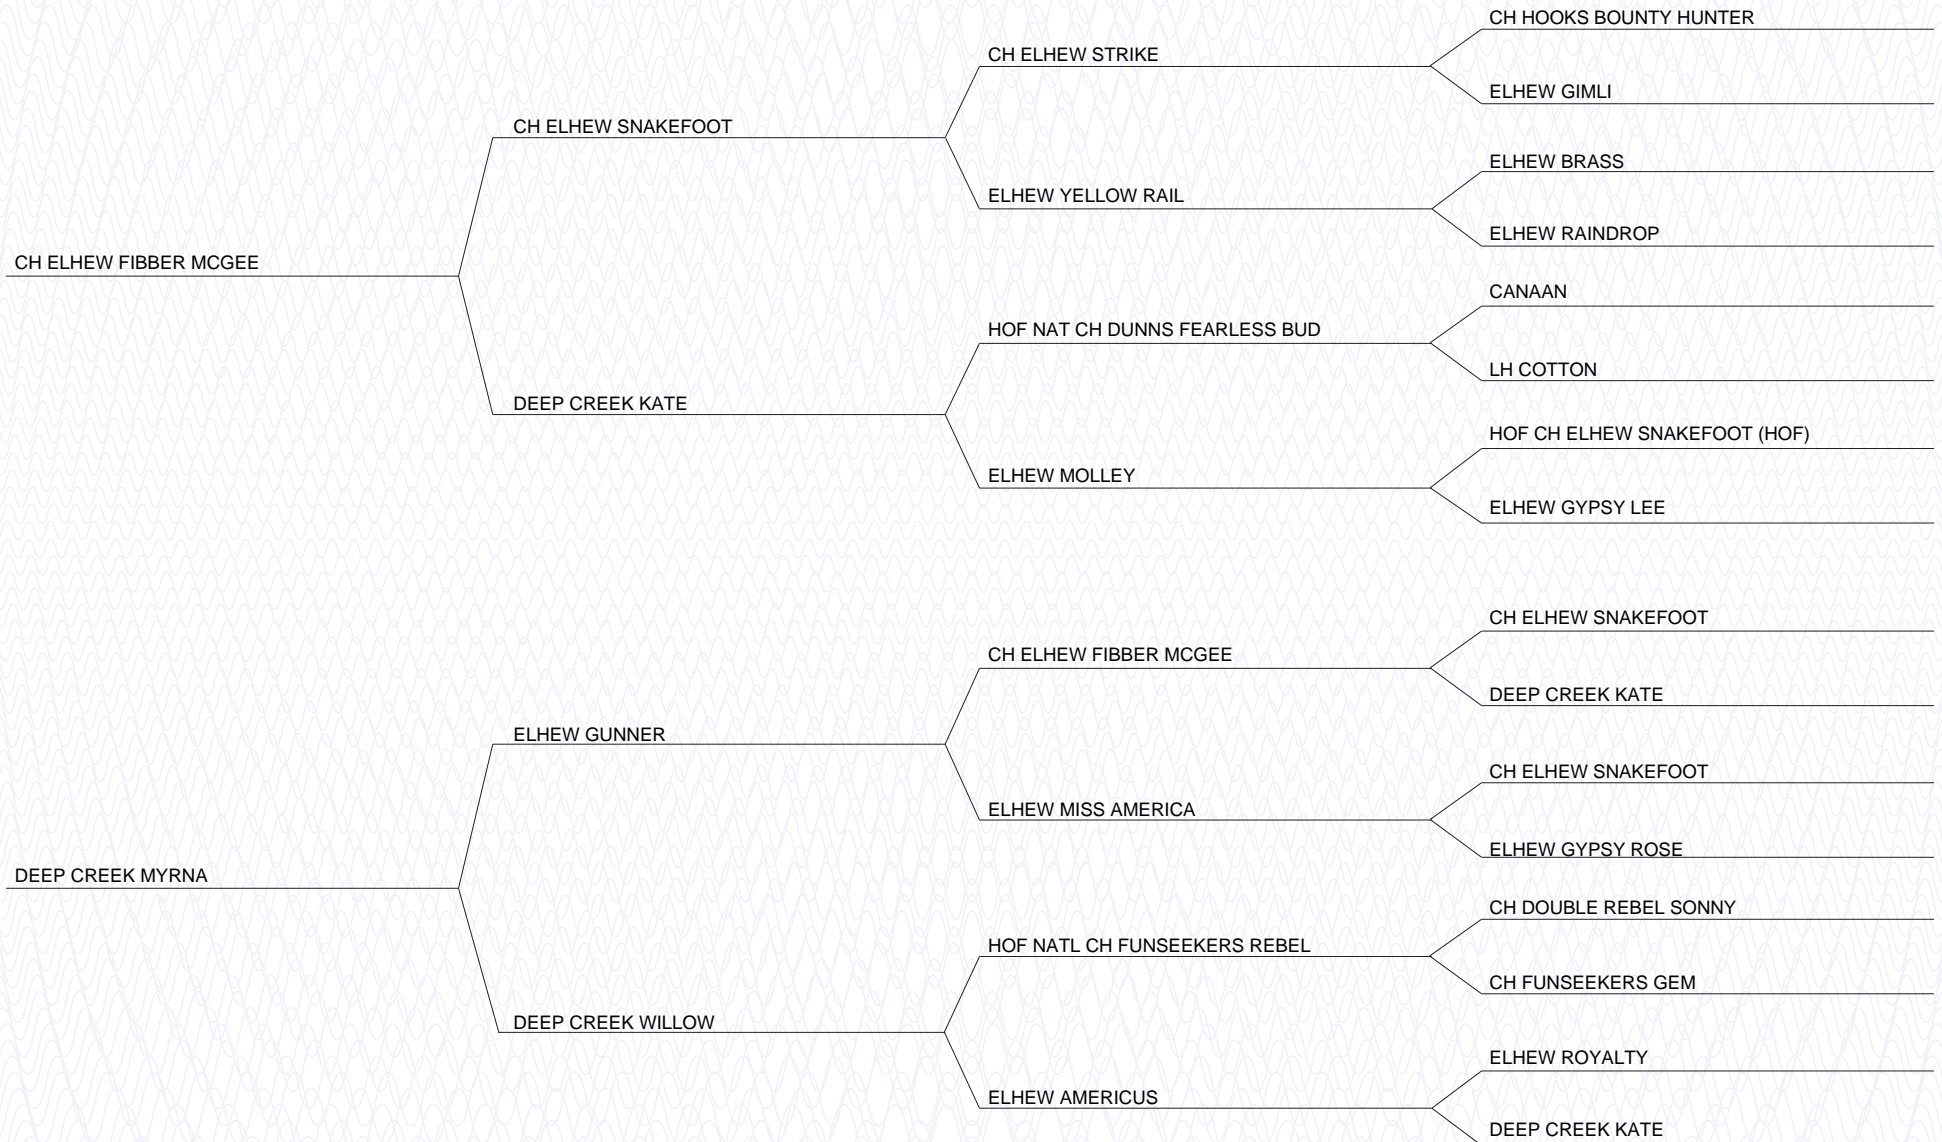 CH HOOKS BOUNTY HUNTER
CH ELHEW STRIKE
ELHEW GIMLI
CH ELHEW SNAKEFOOT
ELHEW BRASS
ELHEW YELLOW RAIL
ELHEW RAINDROP
CH ELHEW FIBBER MCGEE
CANAAN
HOF NAT CH DUNNS FEARLESS BUD
LH COTTON
DEEP CREEK KATE
HOF CH ELHEW SNAKEFOOT (HOF)
ELHEW MOLLEY
ELHEW GYPSY LEE
CH ELHEW SNAKEFOOT
CH ELHEW FIBBER MCGEE
DEEP CREEK KATE
ELHEW GUNNER
CH ELHEW SNAKEFOOT
ELHEW MISS AMERICA
ELHEW GYPSY ROSE
DEEP CREEK MYRNA
CH DOUBLE REBEL SONNY
HOF NATL CH FUNSEEKERS REBEL
CH FUNSEEKERS GEM
DEEP CREEK WILLOW
ELHEW ROYALTY
ELHEW AMERICUS
DEEP CREEK KATE